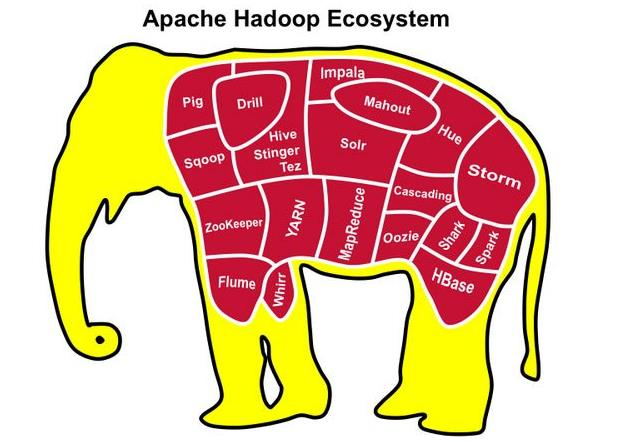 Apache Hadoop Ecosystem
Impala
Pig
Drill
Mahout
Hive
Stinger
Tez
Solr
Hue
Sqoop
Storm
Cascading
ZooKeeper
YARN
MapReduce
Oozie
Shark
Spark
Flume
Whirr
HBase